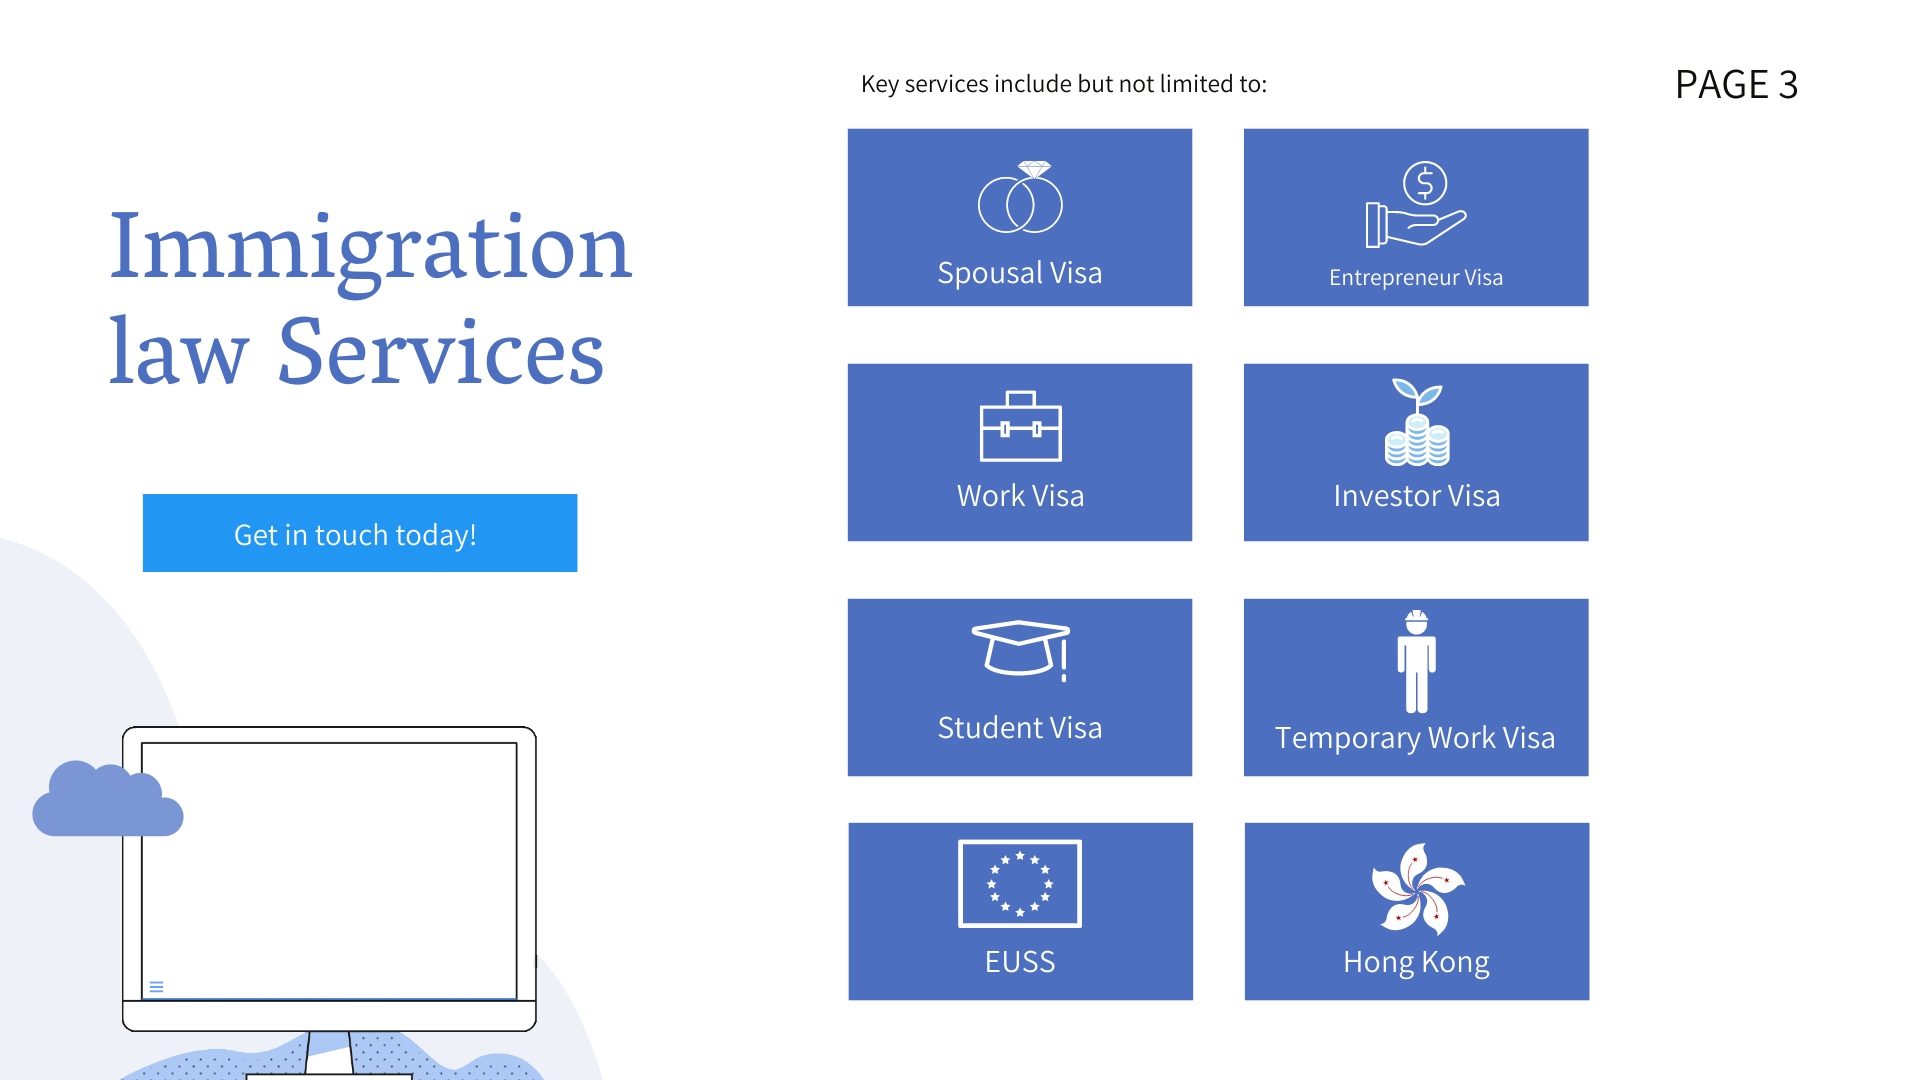 Immigration
law Services
Get in touch today!
Key services include but not limited to:
PAGE 3
Spousal Visa
Entrepreneur Visa
Work Visa
Investor Visa
Student Visa
Temporary Work Visa
EUSS
Hong Kong